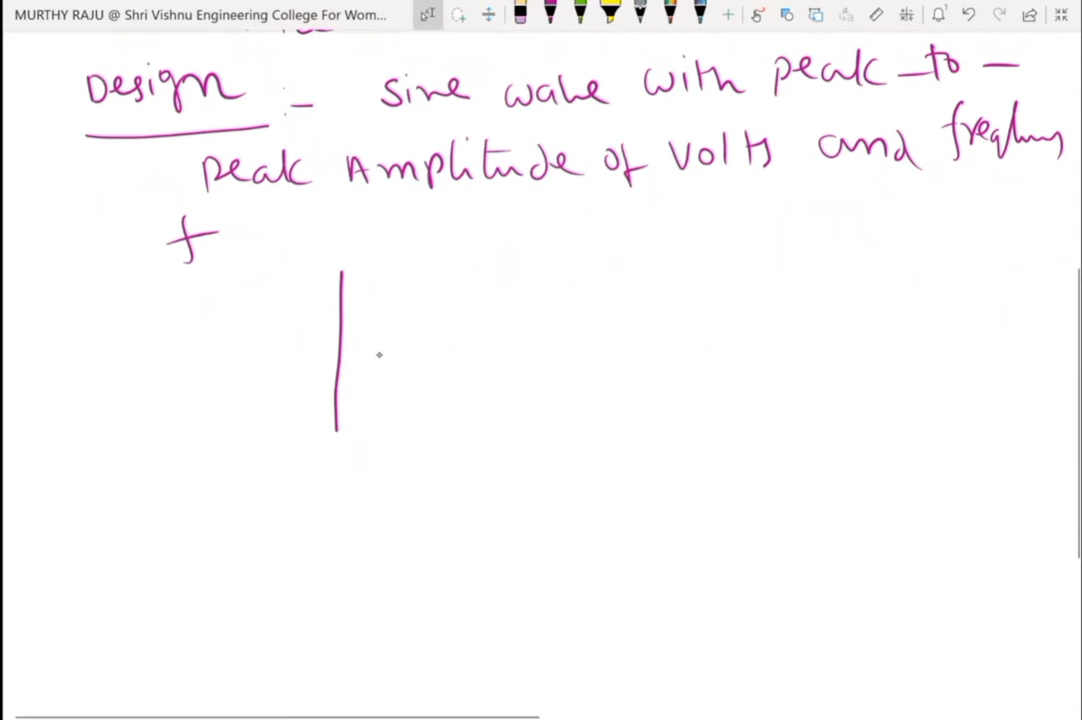 MURTHY RAJU @ Shri Vishnu Engineering College For Wom...
Design :- sine wave with peak-to-
peak Amplitude of Volts and
f